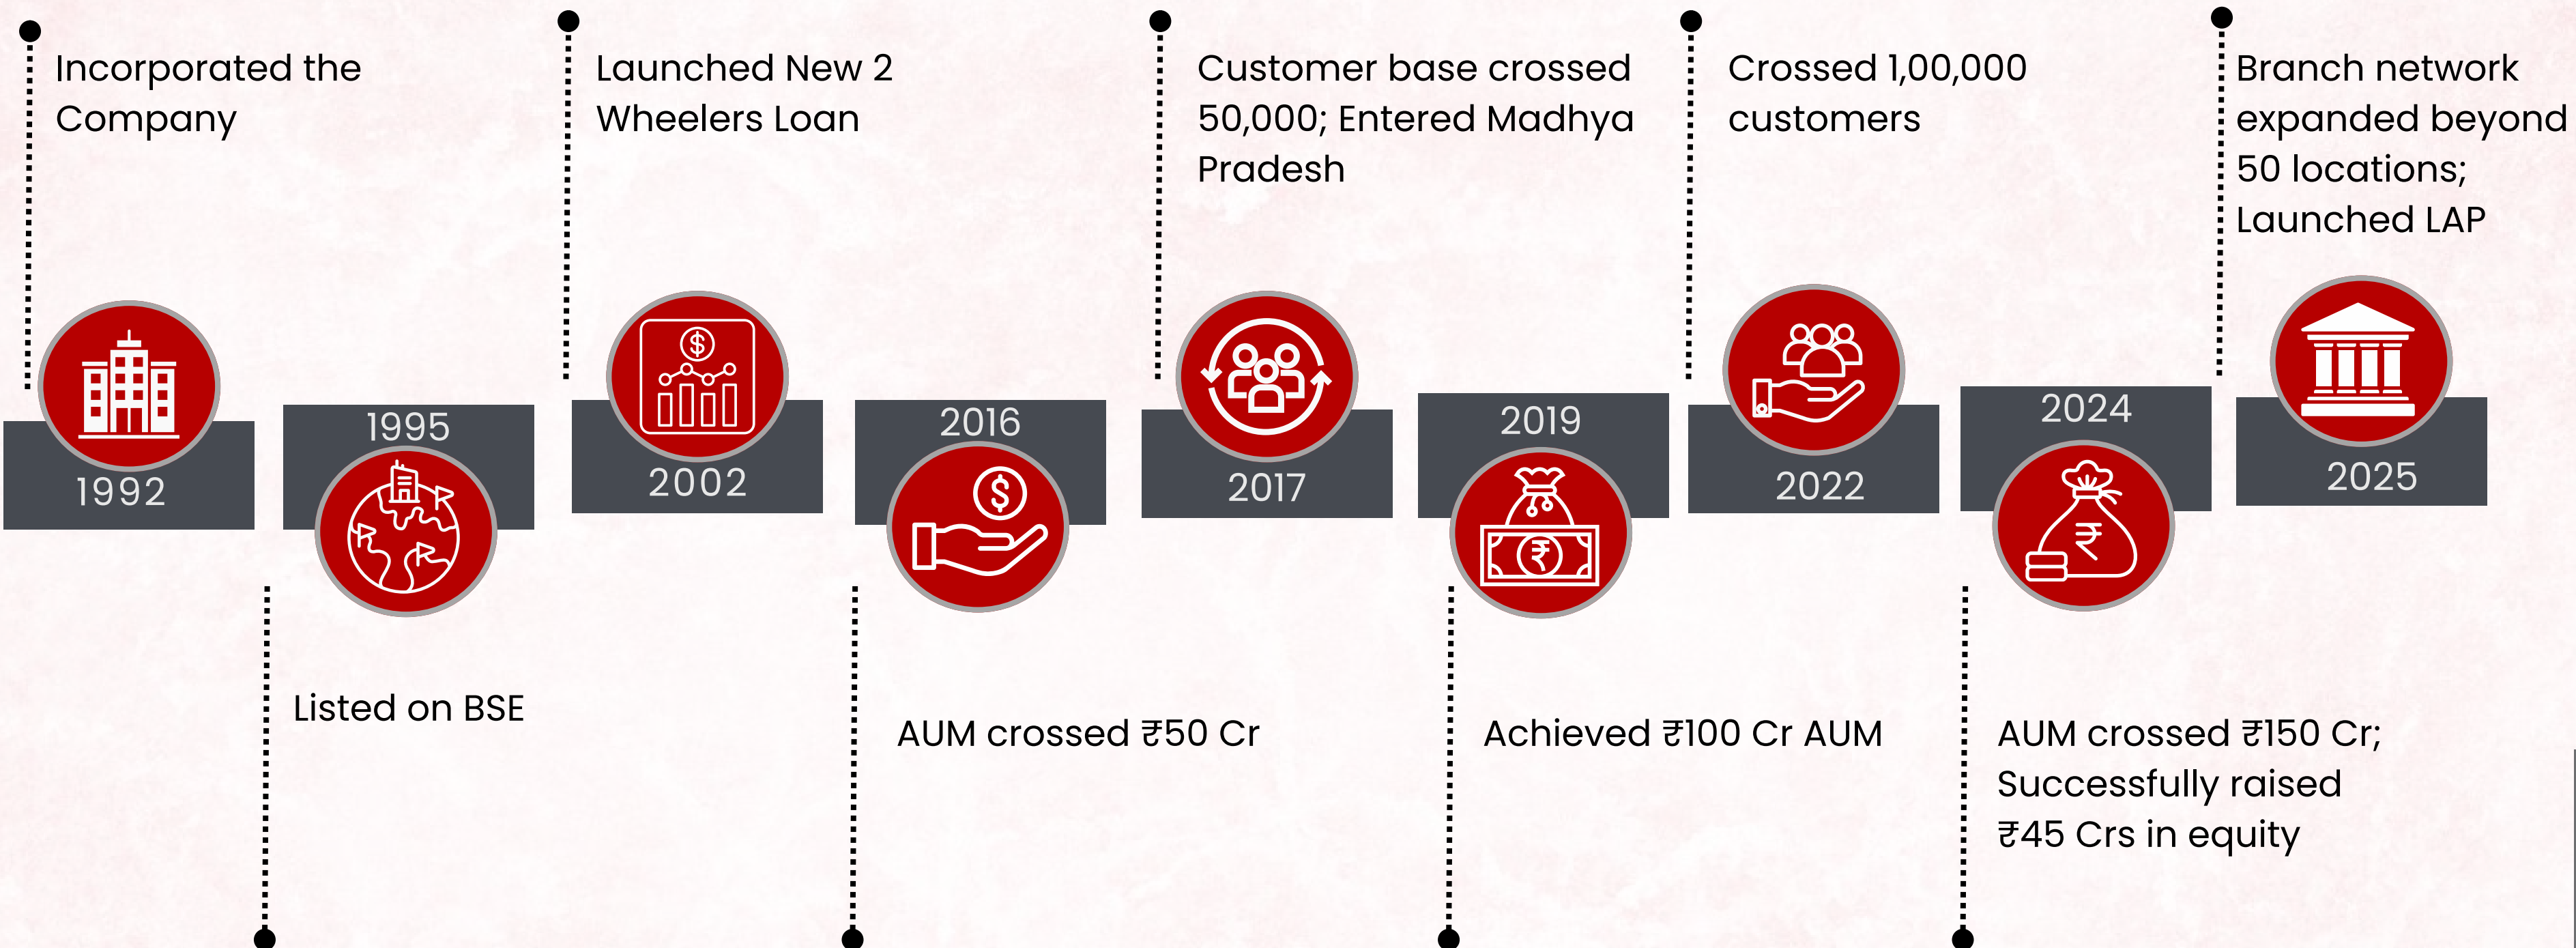 Incorporated the
Company
1992
1995
Listed on BSE
Launched New 2
Wheelers Loan
2002
2016
AUM crossed ₹50 Cr
Customer base crossed
50,000; Entered Madhya
Pradesh
2017
2019
Achieved ₹100 Cr AUM
Crossed 1,00,000
customers
2022
2024
AUM crossed ₹150 Cr;
Successfully raised
₹45 Crs in equity
Branch network
expanded beyond
50 locations;
Launched LAP
2025